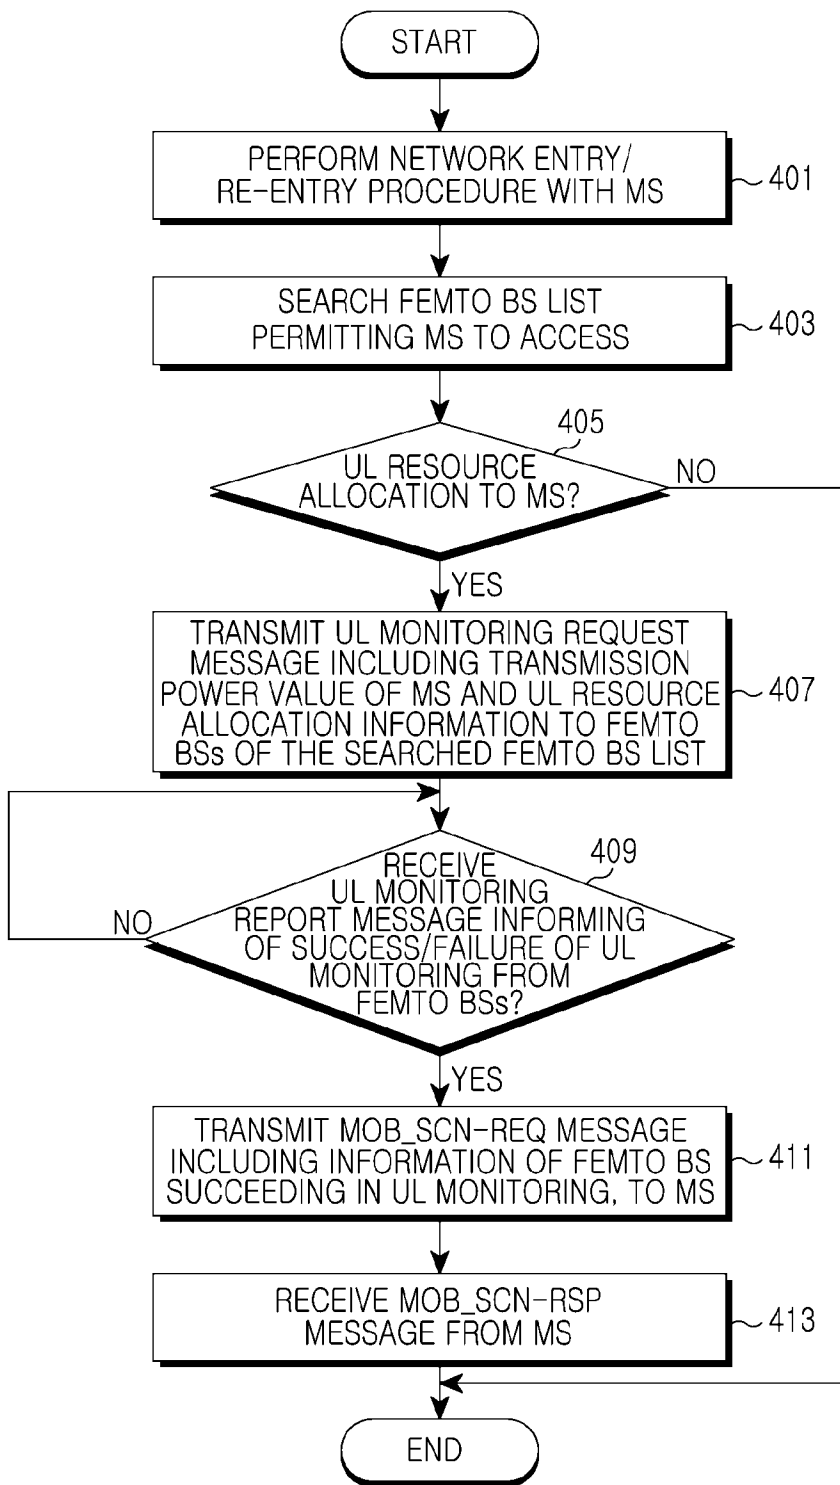 START
PERFORM NETWORK ENTRY/
RE-ENTRY PROCEDURE WITH MS
401
SEARCH FEMTO BS LIST
PERMITTING MS TO ACCESS
403
405
UL RESOURCE
ALLOCATION TO MS?
NO
YES
TRANSMIT UL MONITORING REQUEST
MESSAGE INCLUDING TRANSMISSION
POWER VALUE OF MS AND UL RESOURCE
ALLOCATION INFORMATION TO FEMTO
BSs OF THE SEARCHED FEMTO BS LIST
407
409
RECEIVE
UL MONITORING
REPORT MESSAGE INFORMING
OF SUCCESS/FAILURE OF UL
MONITORING FROM
FEMTO BSs?
NO
YES
TRANSMIT MOB_SCN-REQ MESSAGE
INCLUDING INFORMATION OF FEMTO BS
SUCCEEDING IN UL MONITORING, TO MS
411
RECEIVE MOB_SCN-RSP
MESSAGE FROM MS
413
END